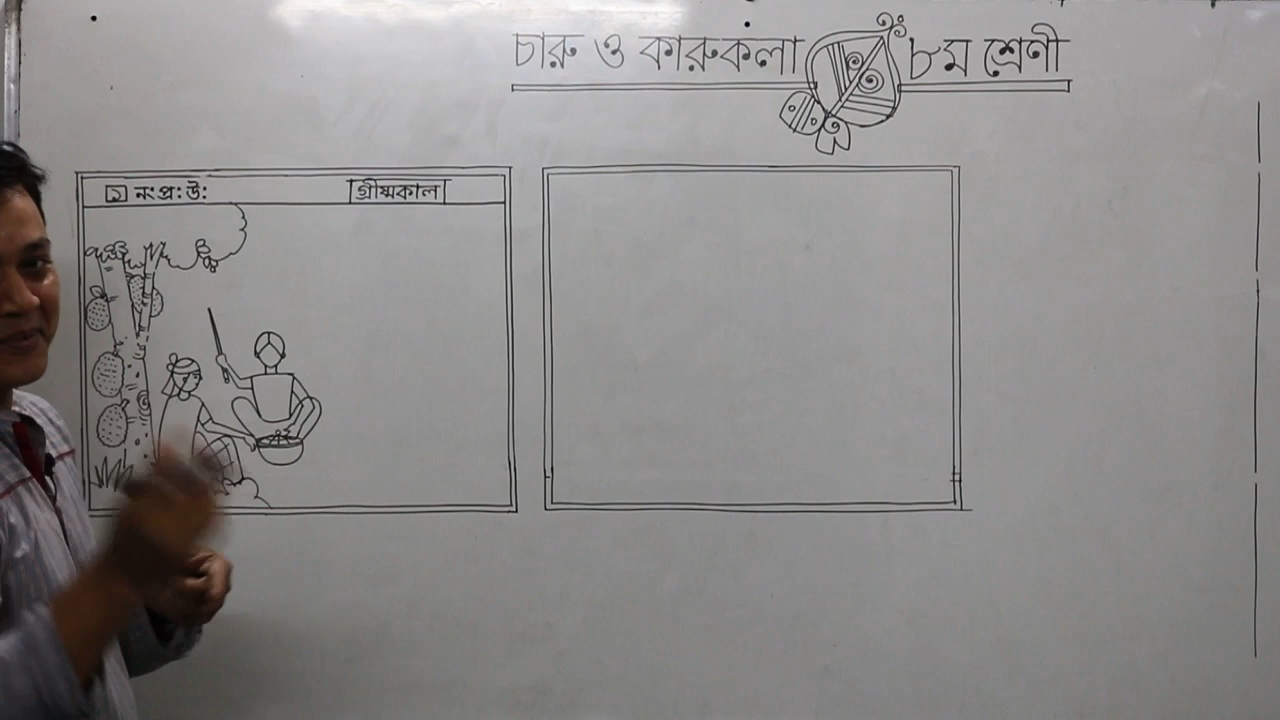 চারু ও কারুকলা ৮ম শ্রেণী
১ নং প্র: উ:
গ্রীষ্মকাল